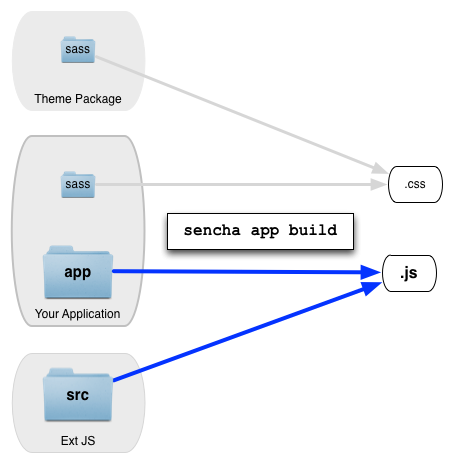 sass
Theme Package
sass
.css
sencha app build
app
.js
Your Application
src
Ext JS